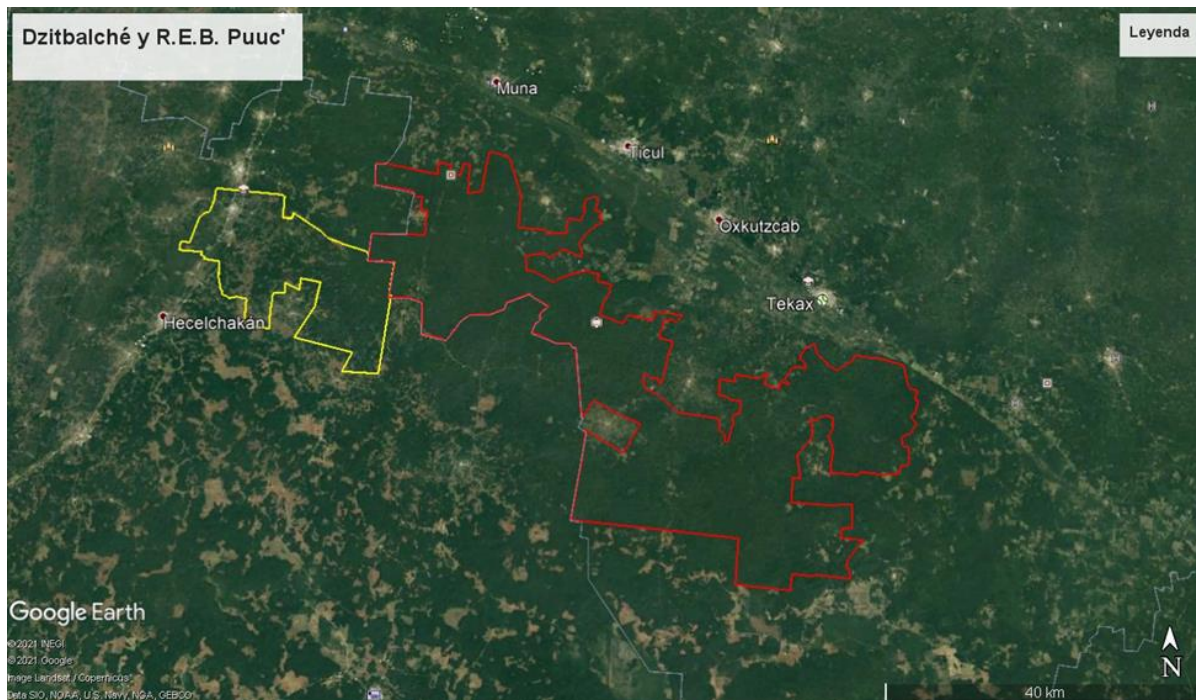 Dzitbalché y R.E.B. Puuc'
Leyenda
Muna
Ticul
Oxkutzcab
Tekax
Hecelchakán
Google Earth
©2021 INEGI
©2021 Google
Image Landsat / Copernicus
Data SIO, NOAA, U.S. Navy, NGA, GEBCO
N
40 km